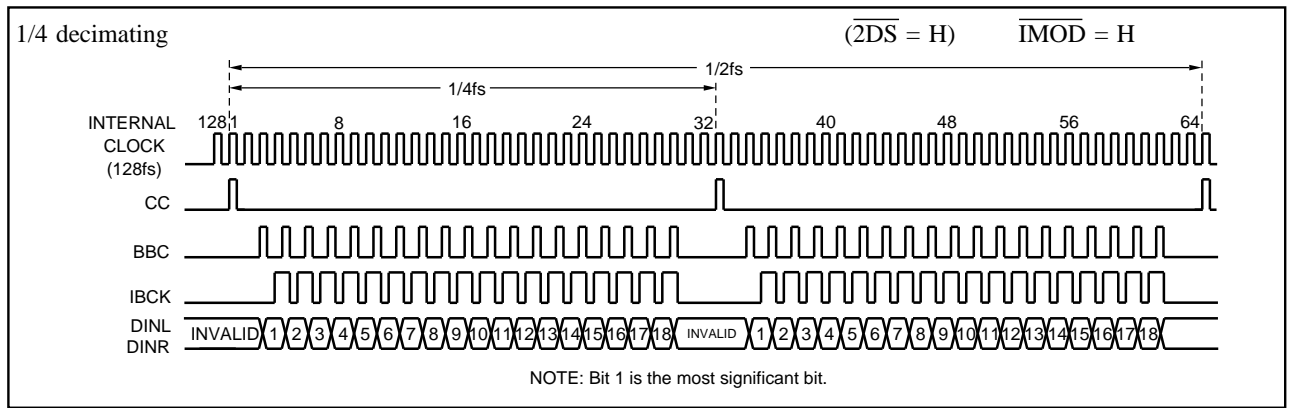 1/4 decimating (2DS = H) IMOD = H
1/2fs
1/4fs
INTERNAL CLOCK (128fs) 128 1 8 16 24 32 40 48 56 64
CC
BBC
IBCK
DINL DINR INVALID 1 2 3 4 5 6 7 8 9 10 11 12 13 14 15 16 17 18 INVALID 1 2 3 4 5 6 7 8 9 10 11 12 13 14 15 16 17 18
NOTE: Bit 1 is the most significant bit.